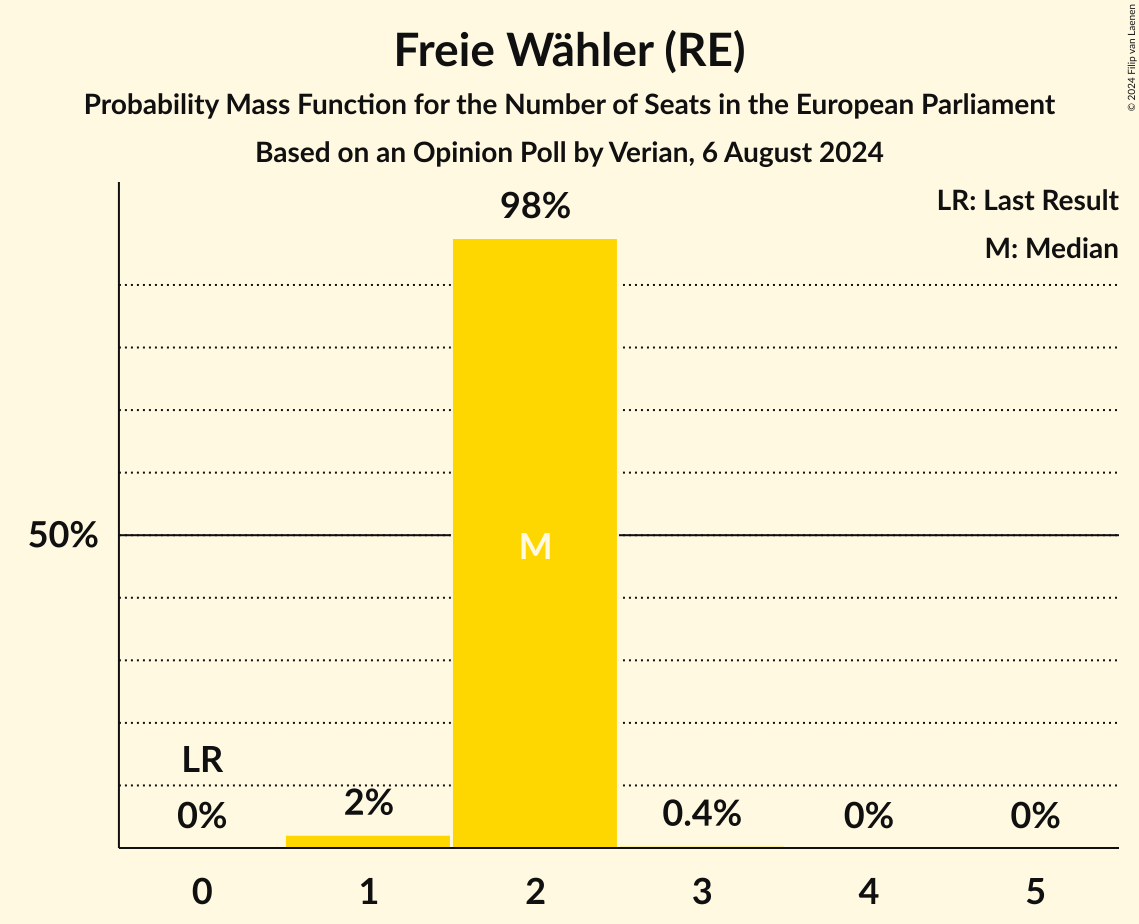 Freie Wähler (RE)
Probability Mass Function for the Number of Seats in the European Parliament
Based on an Opinion Poll by Verian, 6 August 2024
© 2024 Filip van Laenen
LR: Last Result
M: Median
98%
50%
M
LR
0%
2%
0.4%
0%
0%
0 1 2 3 4 5